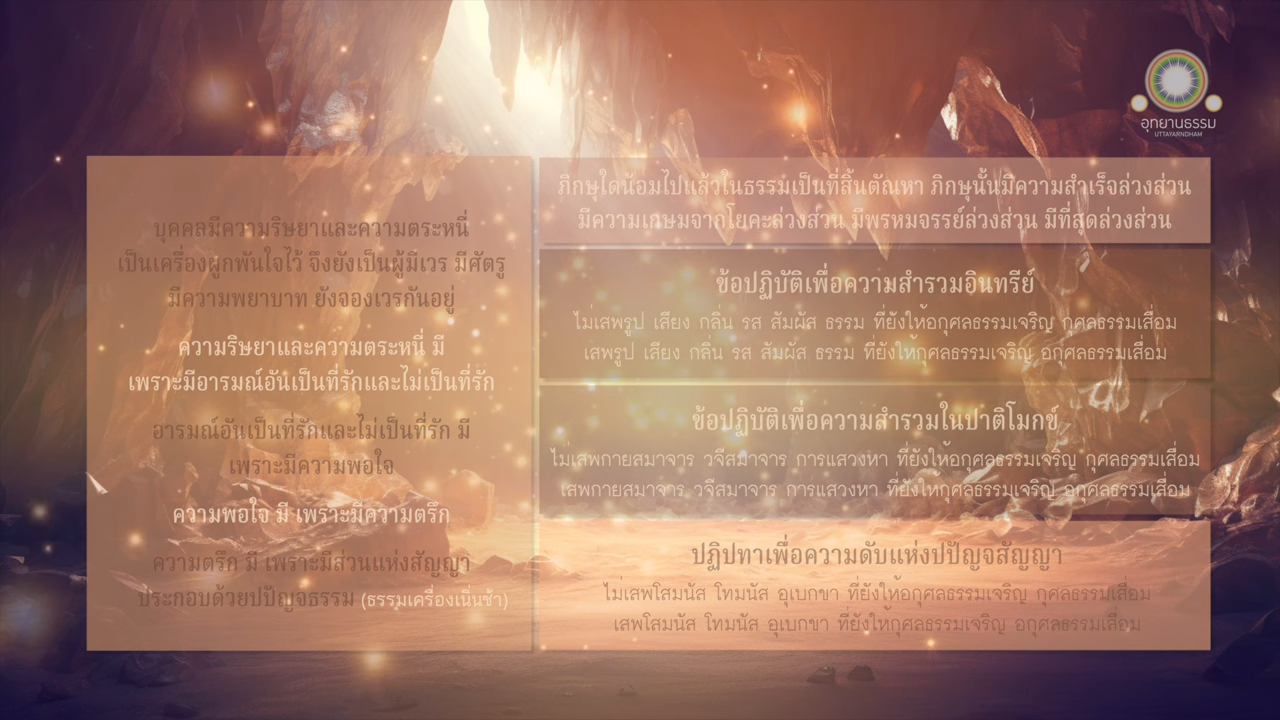 อุทยานธรรม
UTTAYARNDHAM
บุคคลมีความริษยาและความตระหนี่
เป็นเครื่องผูกพันใจไว้ จึงยังเป็นผู้มีเวร มีศัตรู
มีความพยาบาท ยังจองเวรกันอยู่
ความริษยาและความตระหนี่ มี
เพราะมีอารมณ์อันเป็นที่รักและไม่เป็นที่รัก
อารมณ์อันเป็นที่รักและไม่เป็นที่รัก มี
เพราะมีความพอใจ
ความพอใจ มี เพราะมีความตรึก
ความตรึก มี เพราะมีส่วนแห่งสัญญา
ประกอบด้วยปปัญจธรรม (ธรรมเครื่องเนิ่นช้า)
ภิกษุใดน้อมไปแล้วในธรรมเป็นที่สิ้นตัณหา ภิกษุนั้นมีความสำเร็จล่วงส่วน
มีความเกษมจากโยคะล่วงส่วน มีพรหมจรรย์ล่วงส่วน มีที่สุดล่วงส่วน
ข้อปฏิบัติเพื่อความสำรวมอินทรีย์
ไม่เสพรูป เสียง กลิ่น รส สัมผัส ธรรม ที่ยังให้อกุศลธรรมเจริญ กุศลธรรมเสื่อม
เสพรูป เสียง กลิ่น รส สัมผัส ธรรม ที่ยังให้กุศลธรรมเจริญ อกุศลธรรมเสื่อม
ข้อปฏิบัติเพื่อความสำรวมในปาติโมกข์
ไม่เสพกายสมาจาร วจีสมาจาร การแสวงหา ที่ยังให้อกุศลธรรมเจริญ กุศลธรรมเสื่อม
เสพกายสมาจาร วจีสมาจาร การแสวงหา ที่ยังให้กุศลธรรมเจริญ อกุศลธรรมเสื่อม
ปฏิปทาเพื่อความดับแห่งปปัญจสัญญา
ไม่เสพโสมนัส โทมนัส อุเบกขา ที่ยังให้อกุศลธรรมเจริญ กุศลธรรมเสื่อม
เสพโสมนัส โทมนัส อุเบกขา ที่ยังให้กุศลธรรมเจริญ อกุศลธรรมเสื่อม